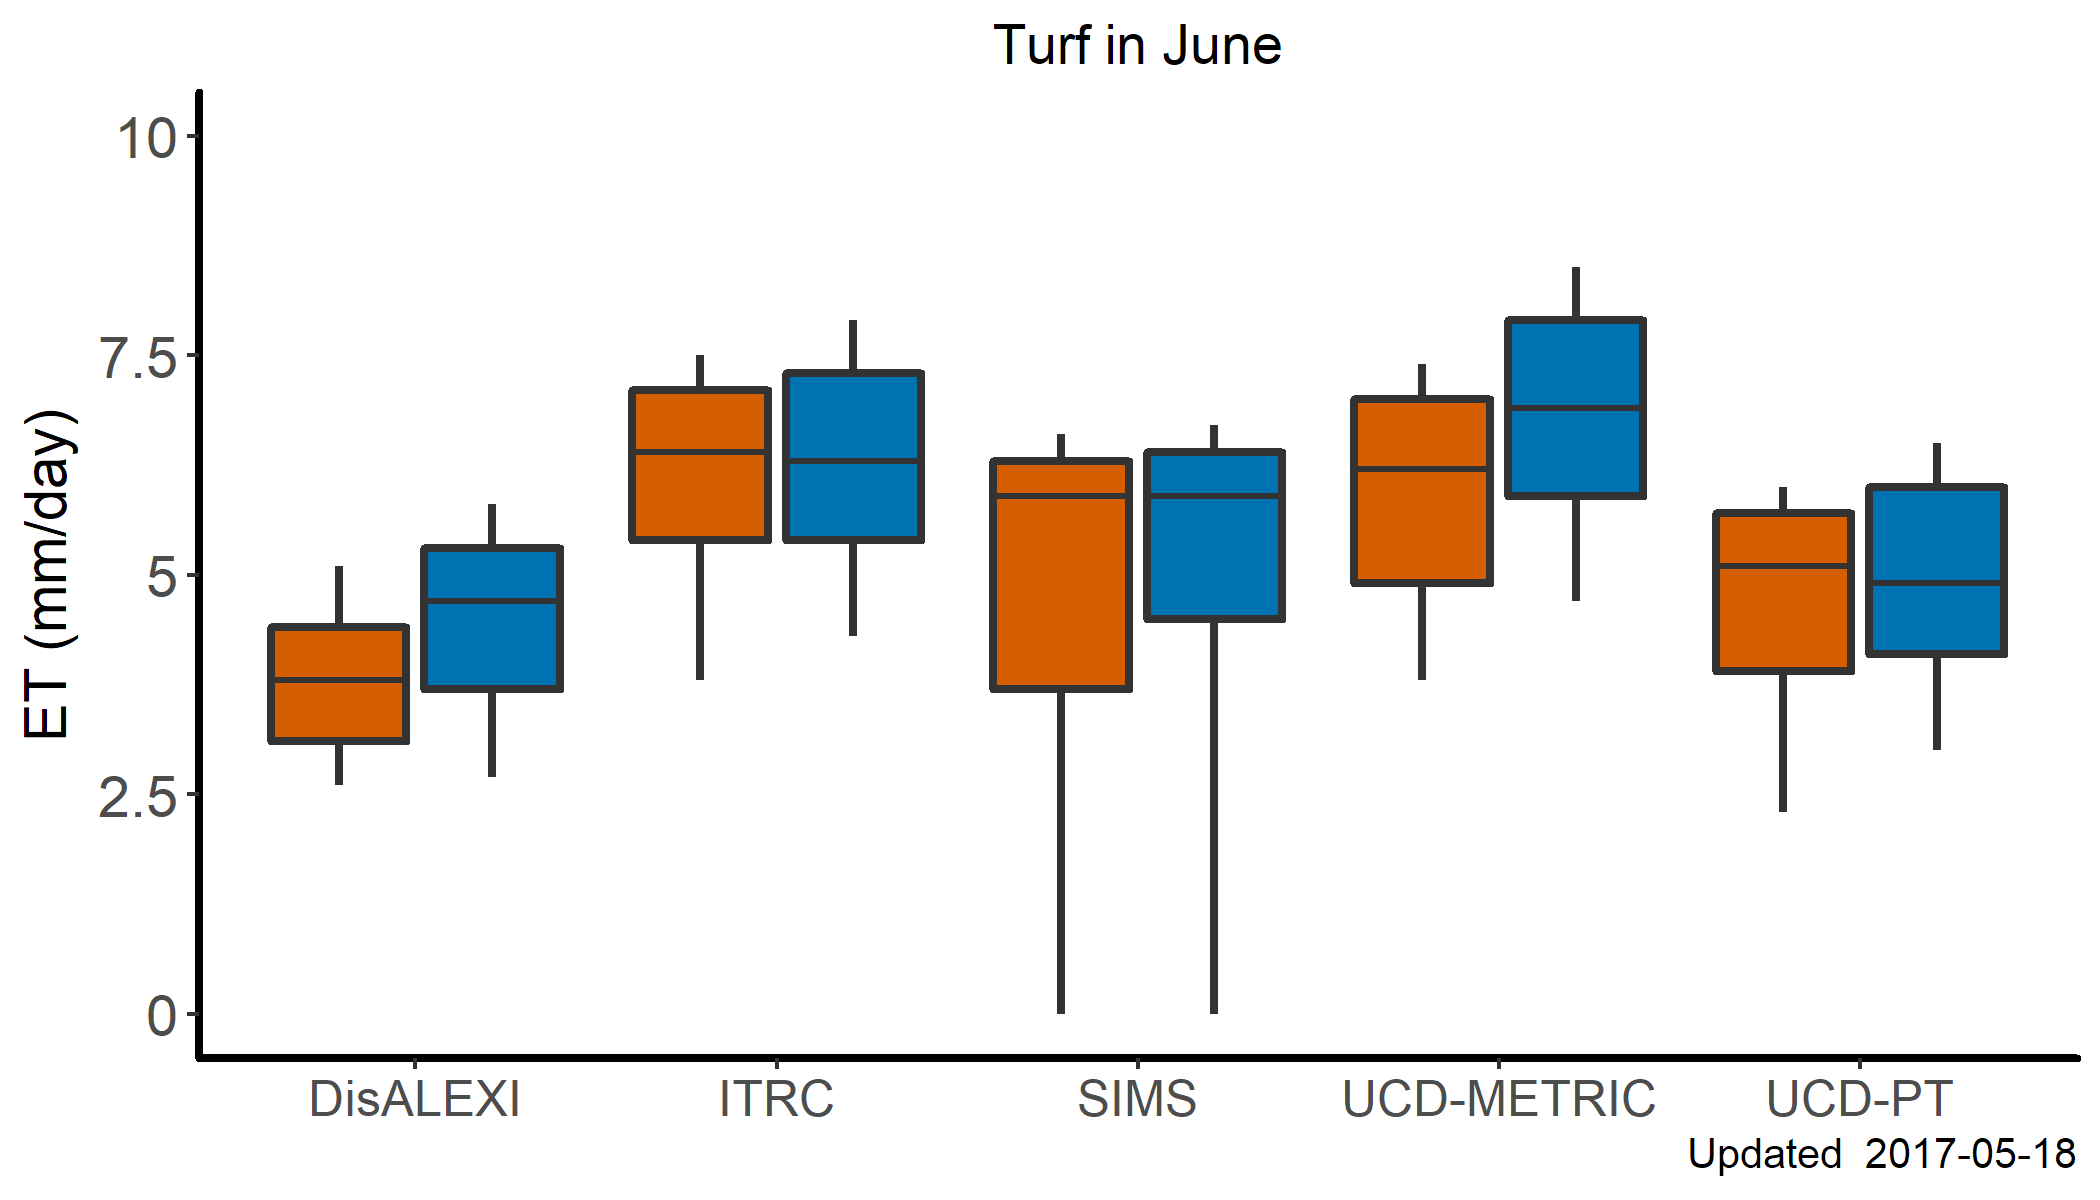 Turf in June
ET (mm/day)
10
7.5
5
2.5
0
DisALEXI ITRC SIMS UCD-METRIC UCD-PT
Updated  2017-05-18